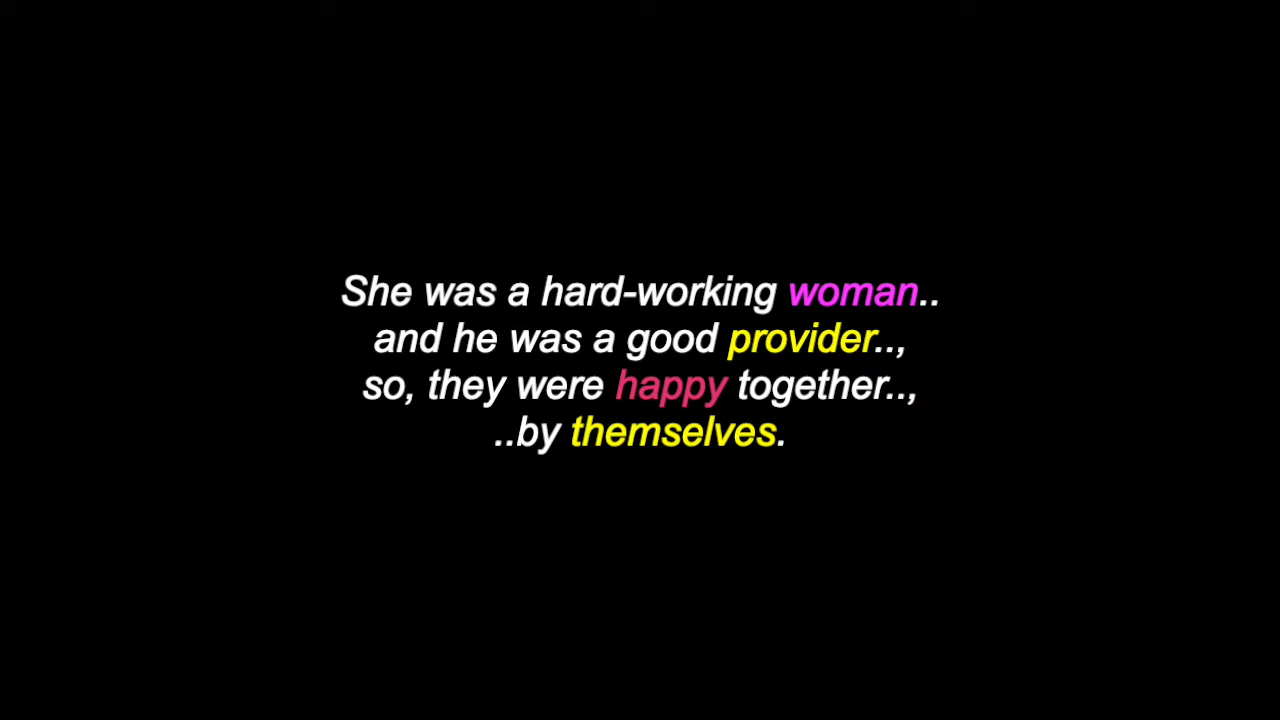 She was a hard-working woman..
and he was a good provider..,
so, they were happy together..,
..by themselves.